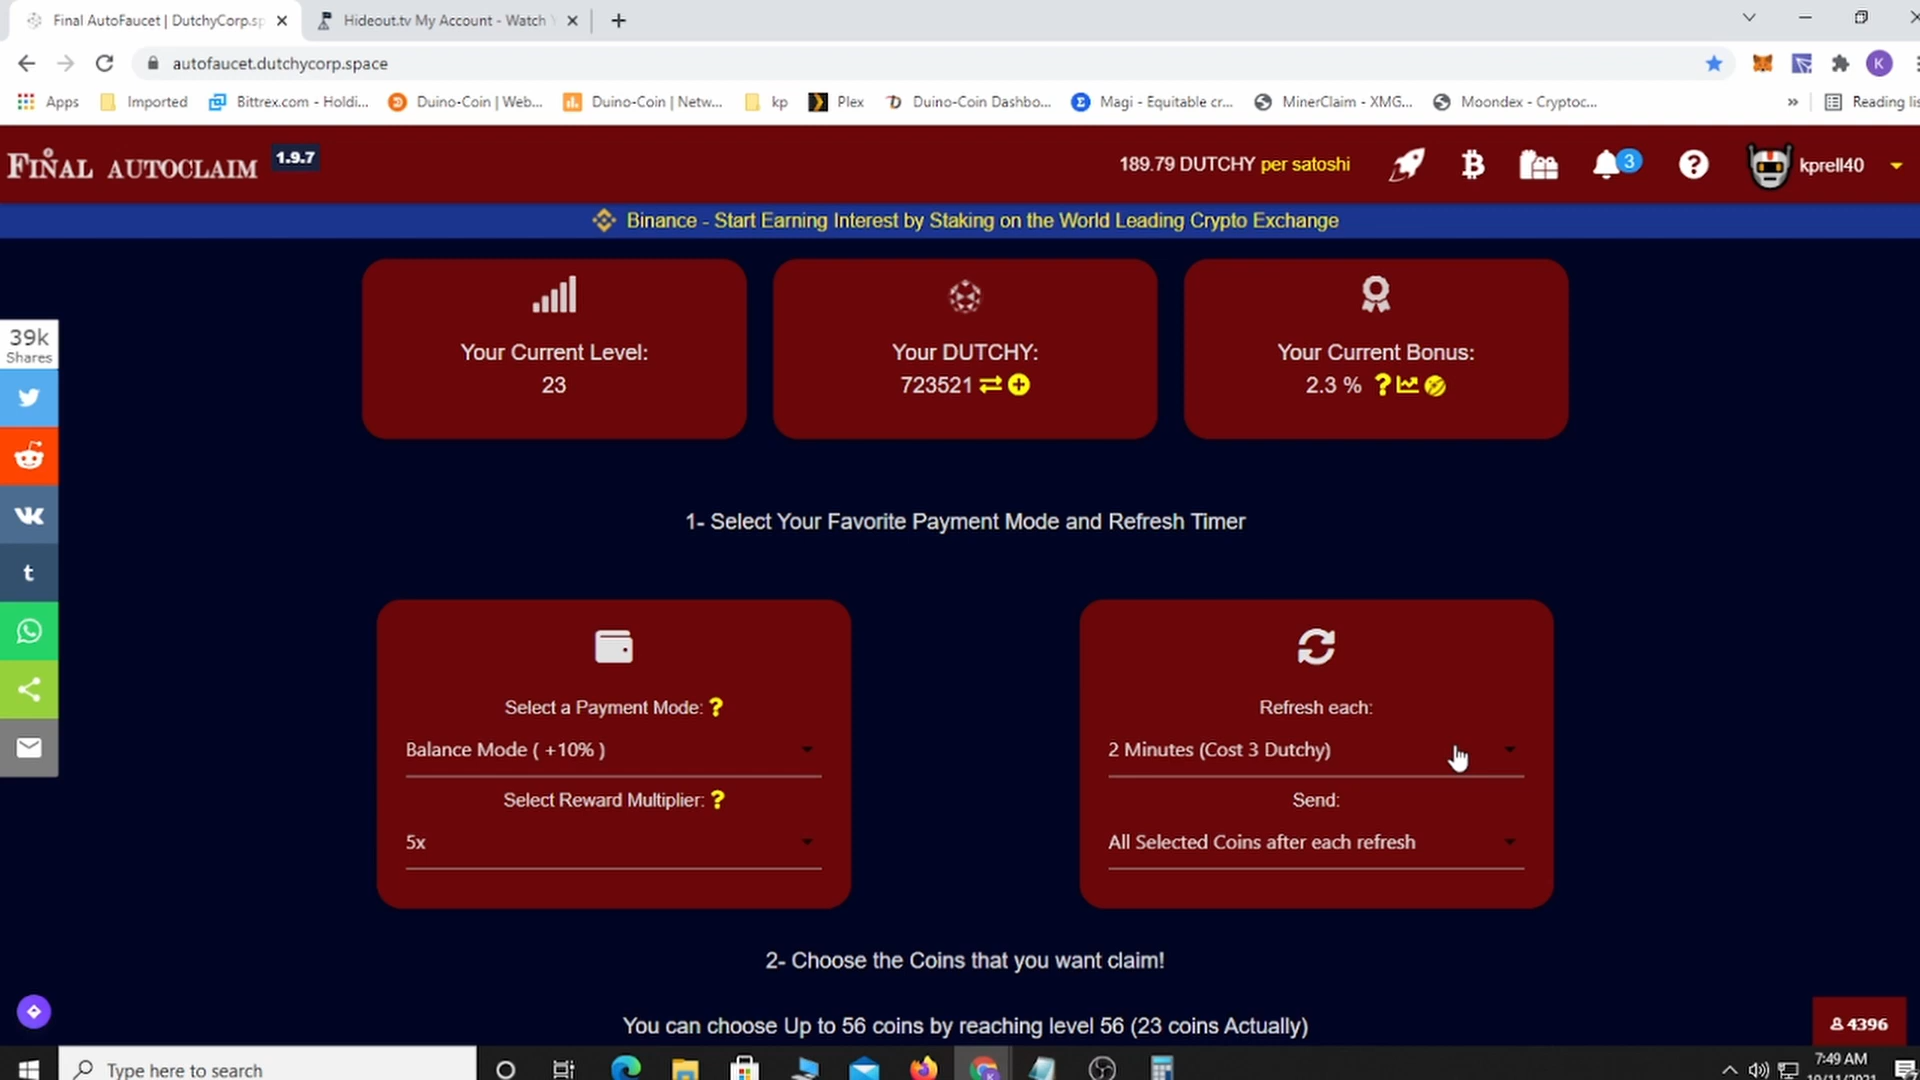 Final AutoFaucet | DutchyCorp.sp
Hideout.tv My Account - Watch
autofaucet.dutchycorp.space
K
Apps
Imported
Bittrex.com - Holdi...
Duino-Coin | Web...
Duino-Coin | Netw...
kp
Plex
Duino-Coin Dashbo...
Magi - Equitable cr...
MinerClaim - XMG...
Moondex - Cryptoc...
»
Reading lis
FINAL AUTOCLAIM 1.9.7
189.79 DUTCHY per satoshi
3
kprell40
Binance - Start Earning Interest by Staking on the World Leading Crypto Exchange
39k
Shares
Your Current Level:
23
Your DUTCHY:
723521
Your Current Bonus:
2.3 % ?
1- Select Your Favorite Payment Mode and Refresh Timer
Select a Payment Mode: ?
Balance Mode ( +10% )
Select Reward Multiplier: ?
5x
Refresh each:
2 Minutes (Cost 3 Dutchy)
Send:
All Selected Coins after each refresh
2- Choose the Coins that you want claim!
You can choose Up to 56 coins by reaching level 56 (23 coins Actually)
4396
Type here to search
7:49 AM
10/11/2021